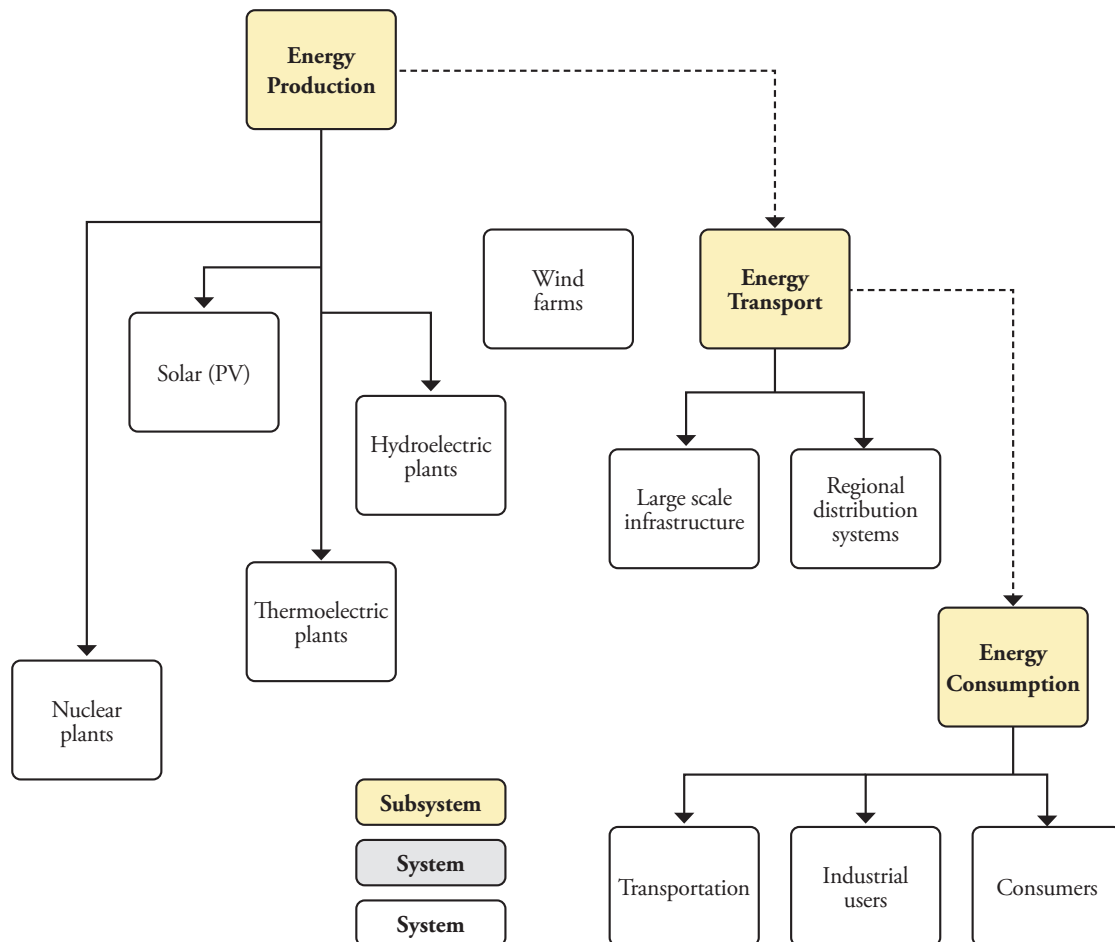 Energy
Production
Wind
farms
Energy
Transport
Solar (PV)
Hydroelectric
plants
Large scale
infrastructure
Regional
distribution
systems
Thermoelectric
plants
Energy
Consumption
Nuclear
plants
Subsystem
System
System
Transportation
Industrial
users
Consumers